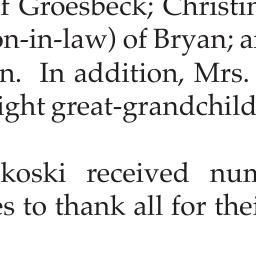 f Groesbeck; Christin
on-in-law) of Bryan; a
n. In addition, Mrs.
ight great-grandchild
koski received num
es to thank all for thei